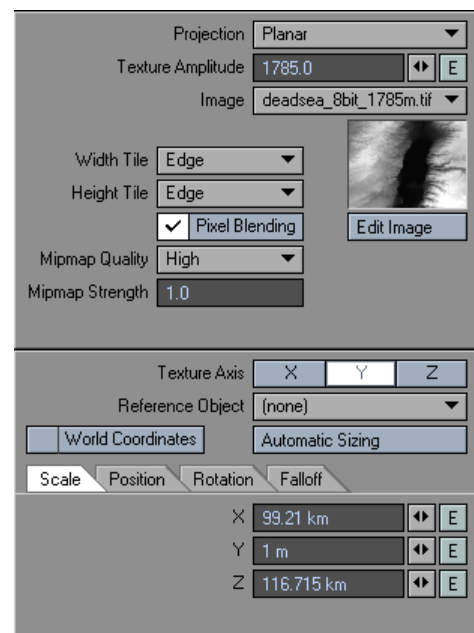 Projection Planar
Texture Amplitude 1785.0 E
Image deadsea_8bit_1785m.tif
Width Tile Edge
Height Tile Edge
Pixel Blending Edit Image
Mipmap Quality High
Mipmap Strength 1.0
Texture Axis X Y Z
Reference Object (none)
World Coordinates Automatic Sizing
Scale Position Rotation Falloff
X 99.21 km E
Y 1 m E
Z 116.715 km E